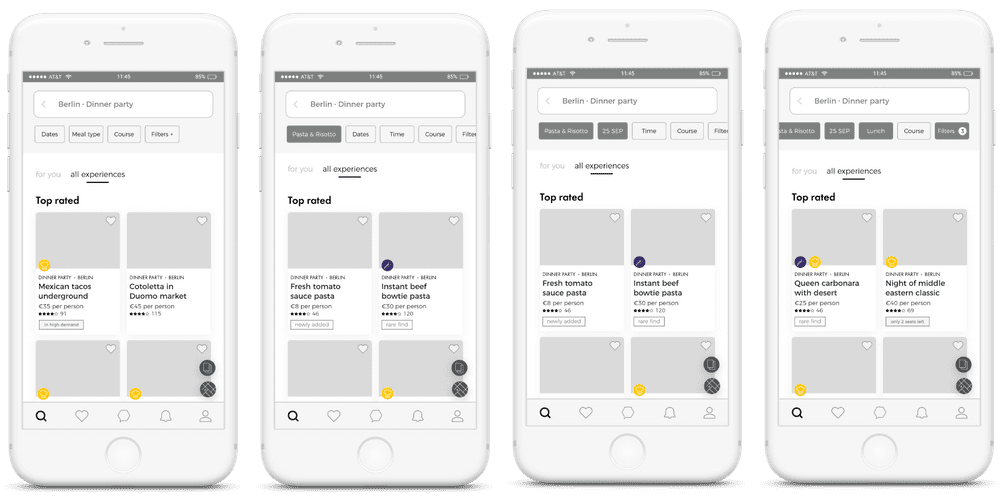 AT&T 11:45 85%
Berlin · Dinner party
Dates Meal type Course Filters +
for you all experiences
Top rated
DINNER PARTY • BERLIN
Mexican tacos
underground
€35 per person
91
in high demand
DINNER PARTY • BERLIN
Cotoletta in
Duomo market
€45 per person
115
AT&T 11:45 85%
Berlin · Dinner party
Pasta & Risotto Dates Time Course Filter
for you all experiences
Top rated
DINNER PARTY • BERLIN
Fresh tomato
sauce pasta
€8 per person
46
newly added
DINNER PARTY • BERLIN
Instant beef
bowtie pasta
€30 per person
120
rare find
AT&T 11:45 85%
Berlin · Dinner party
Pasta & Risotto 25 SEP Time Course Filter
for you all experiences
Top rated
DINNER PARTY • BERLIN
Fresh tomato
sauce pasta
€8 per person
46
newly added
DINNER PARTY • BERLIN
Instant beef
bowtie pasta
€30 per person
120
rare find
AT&T 11:45 85%
Berlin · Dinner party
ta & Risotto 25 SEP Lunch Course Filters 3
for you all experiences
Top rated
DINNER PARTY • BERLIN
Queen carbonara
with desert
€25 per person
46
rare find
DINNER PARTY • BERLIN
Night of middle
eastern classic
€40 per person
69
only 2 seats left